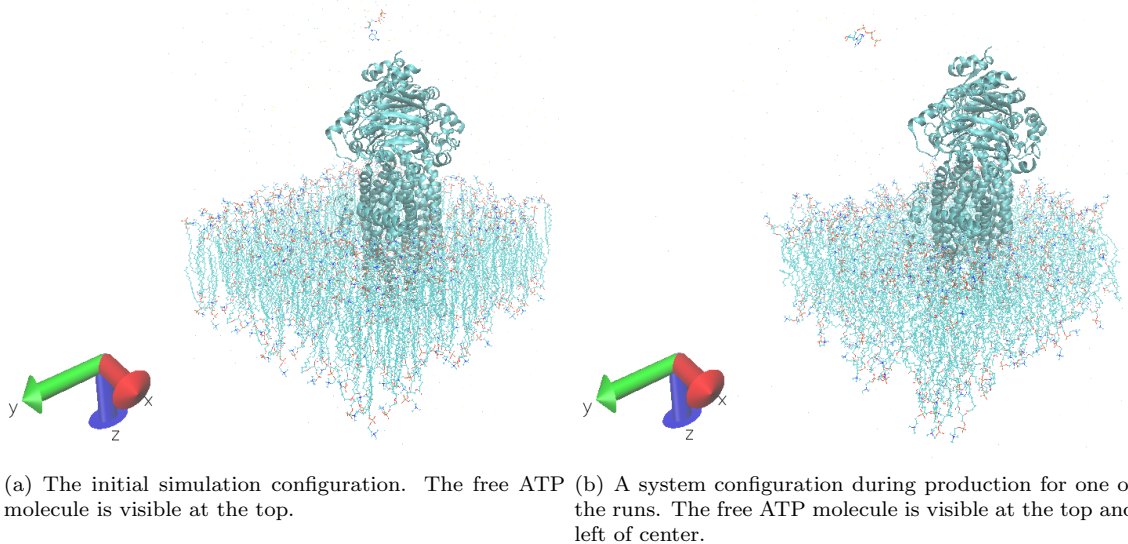 y
x
z
y
x
z
(a) The initial simulation configuration. The free ATP
molecule is visible at the top.
(b) A system configuration during production for one o
the runs. The free ATP molecule is visible at the top and
left of center.